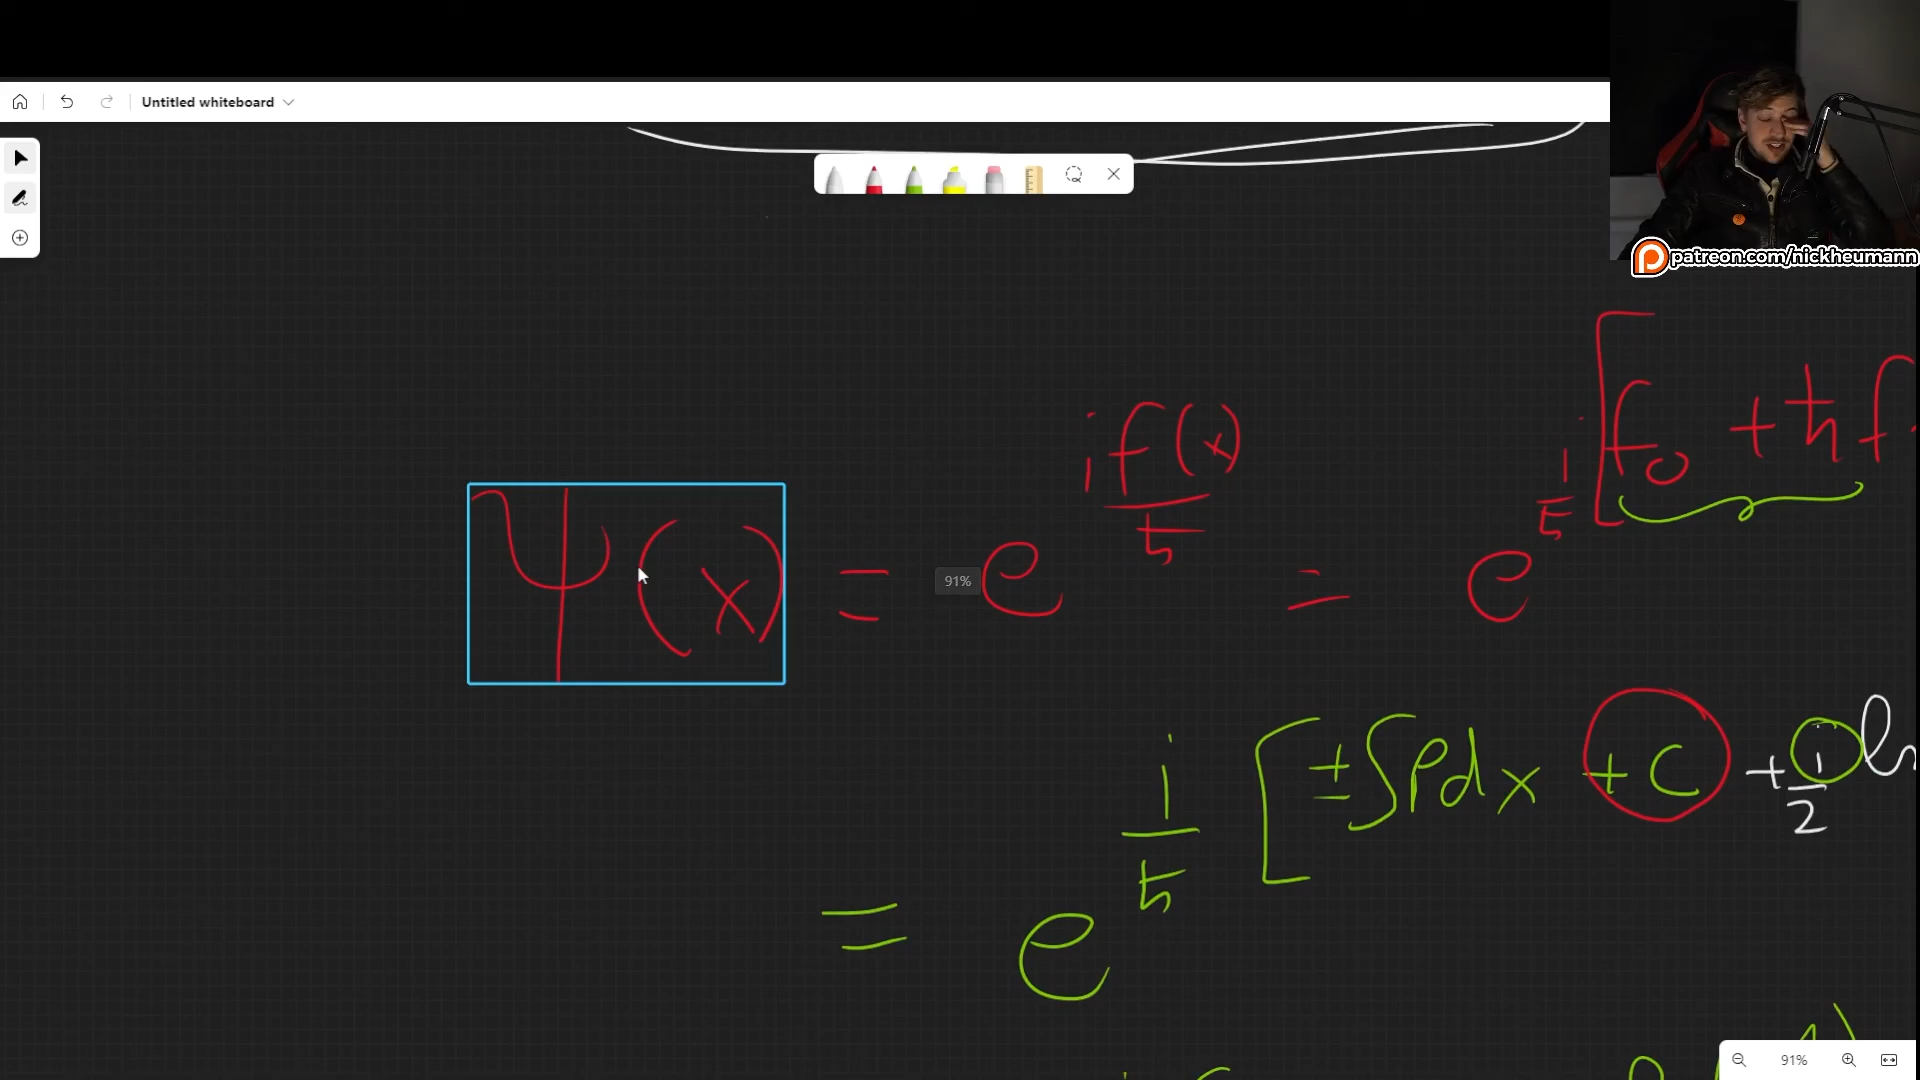 Untitled whiteboard
patreon.com/nickheumann
ψ(x) = e^{if(x)/ħ} = e^{i/ħ [f₀ + ħf
91%
= e^{i/ħ [±∫pdx + C + i/2 ln
91%